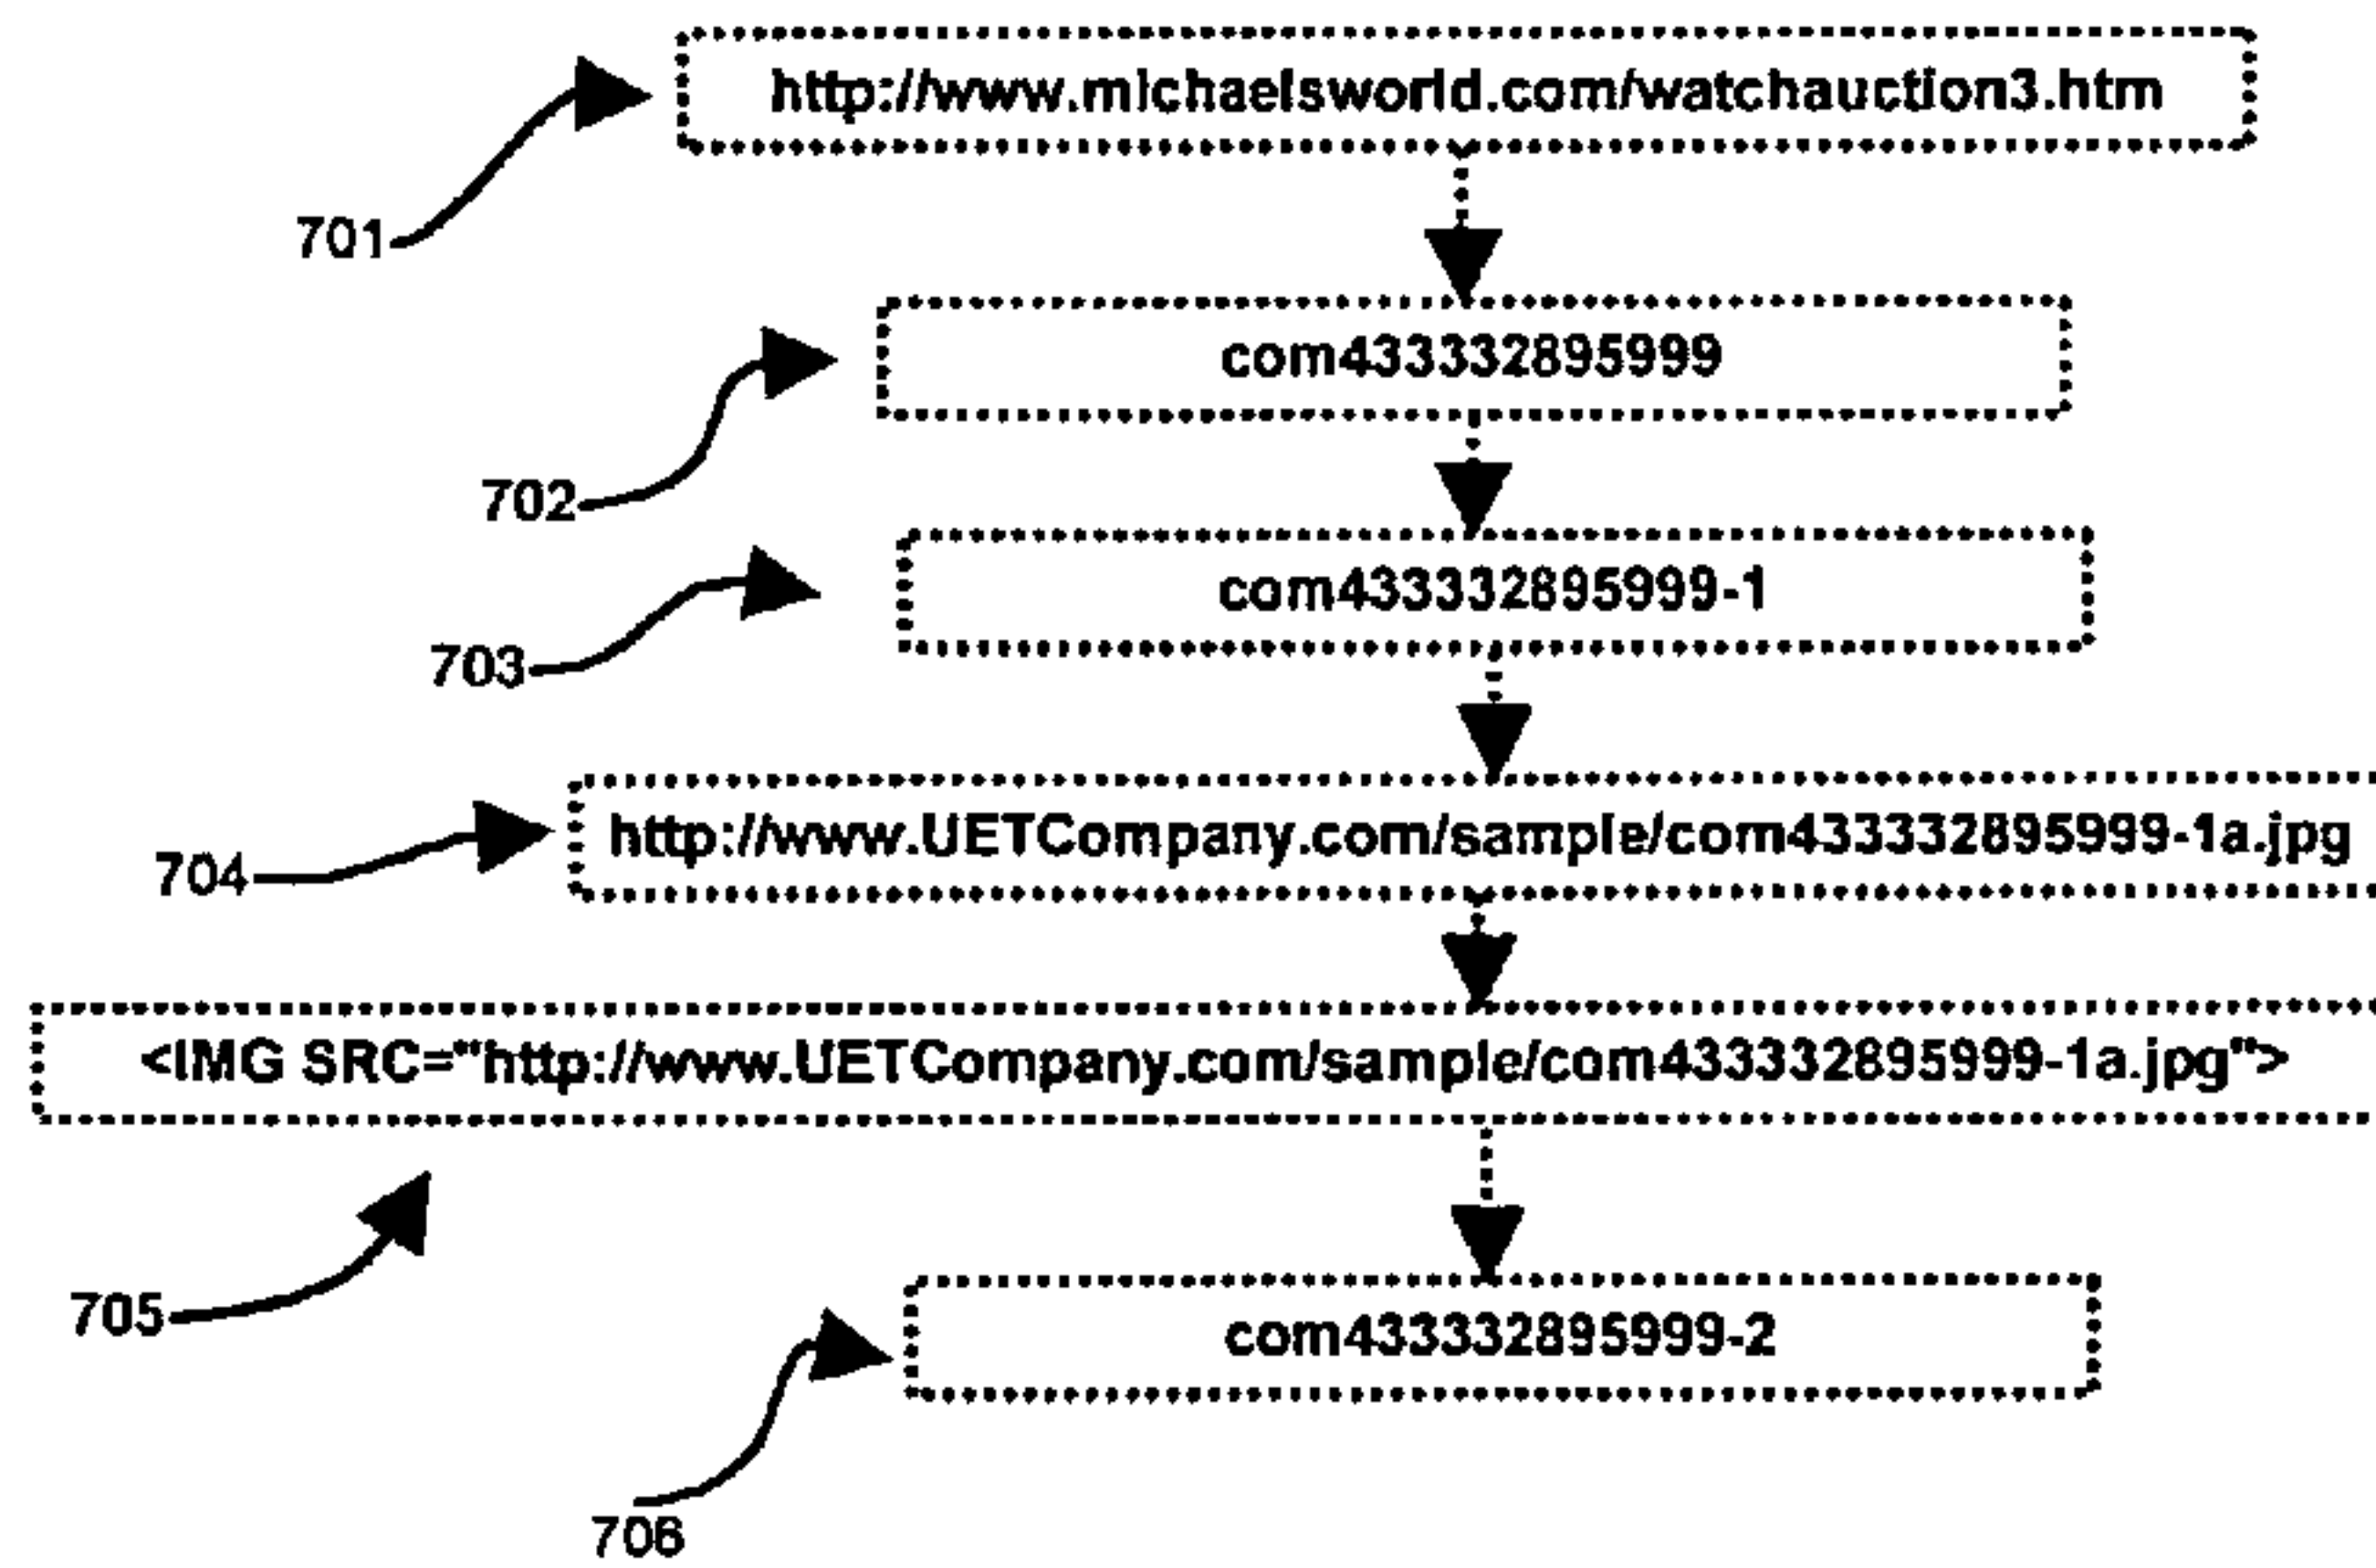 http://www.michaelsworld.com/watchauction3.htm
701
com433332895999
702
com433332895999-1
703
http://www.UETCompany.com/sample/com433332895999-1a.jpg
704
<IMG SRC="http://www.UETCompany.com/sample/com433332895999-1a.jpg">
705
com433332895999-2
706